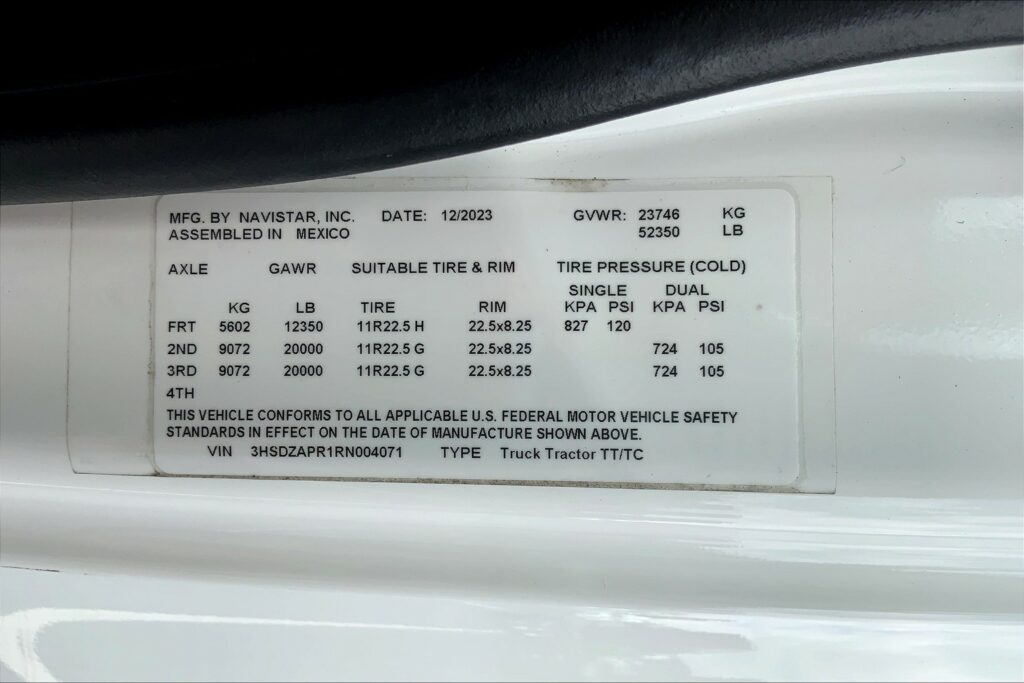 MFG. BY NAVISTAR, INC. DATE: 12/2023 GVWR: 23746 KG
ASSEMBLED IN MEXICO 52350 LB
AXLE GAWR SUITABLE TIRE & RIM TIRE PRESSURE (COLD)
SINGLE DUAL
KG LB TIRE RIM KPA PSI KPA PSI
FRT 5602 12350 11R22.5 H 22.5x8.25 827 120
2ND 9072 20000 11R22.5 G 22.5x8.25 724 105
3RD 9072 20000 11R22.5 G 22.5x8.25 724 105
4TH
THIS VEHICLE CONFORMS TO ALL APPLICABLE U.S. FEDERAL MOTOR VEHICLE SAFETY
STANDARDS IN EFFECT ON THE DATE OF MANUFACTURE SHOWN ABOVE.
VIN 3HSDZAPR1RN004071 TYPE Truck Tractor TT/TC